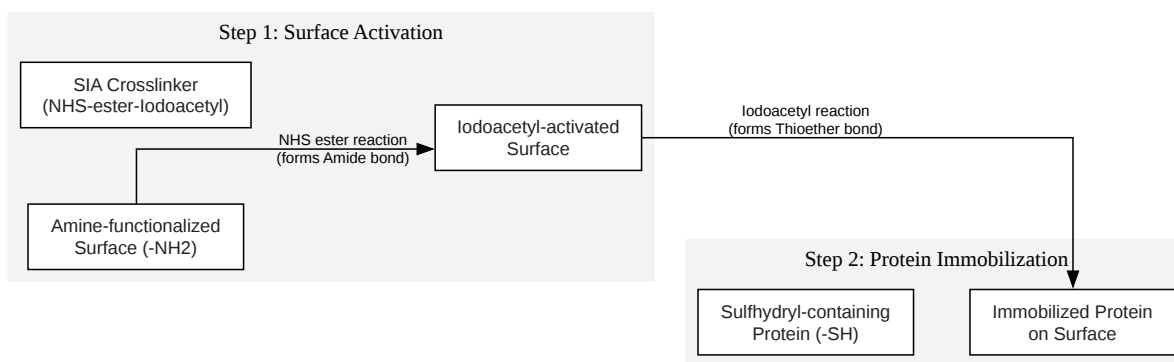 Step 1: Surface Activation
SIA Crosslinker
(NHS-ester-Iodoacetyl)
NHS ester reaction
(forms Amide bond)
Iodoacetyl-activated
Surface
Iodoacetyl reaction
(forms Thioether bond)
Amine-functionalized
Surface (-NH2)
Step 2: Protein Immobilization
Sulfhydryl-containing
Protein (-SH)
Immobilized Protein
on Surface